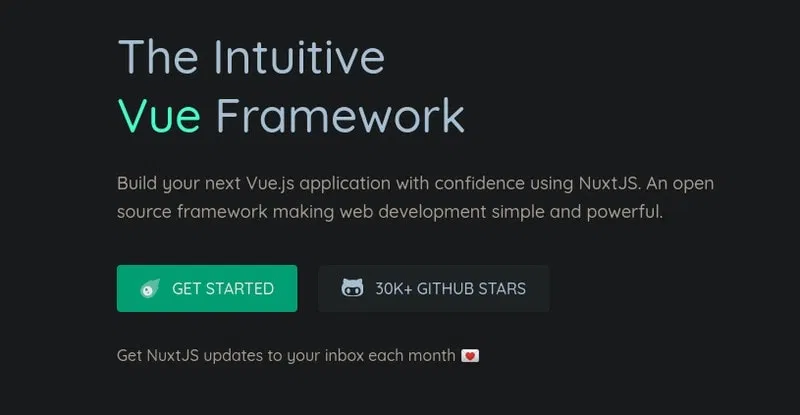 The Intuitive
Vue Framework
Build your next Vue.js application with confidence using NuxtJS. An open
source framework making web development simple and powerful.
GET STARTED
30K+ GITHUB STARS
Get NuxtJS updates to your inbox each month 💌